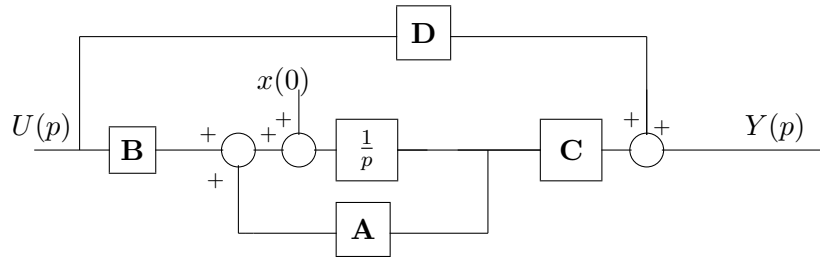 D
x(0)
+
U(p) + + Y(p)
B 1/p C + +
+
A